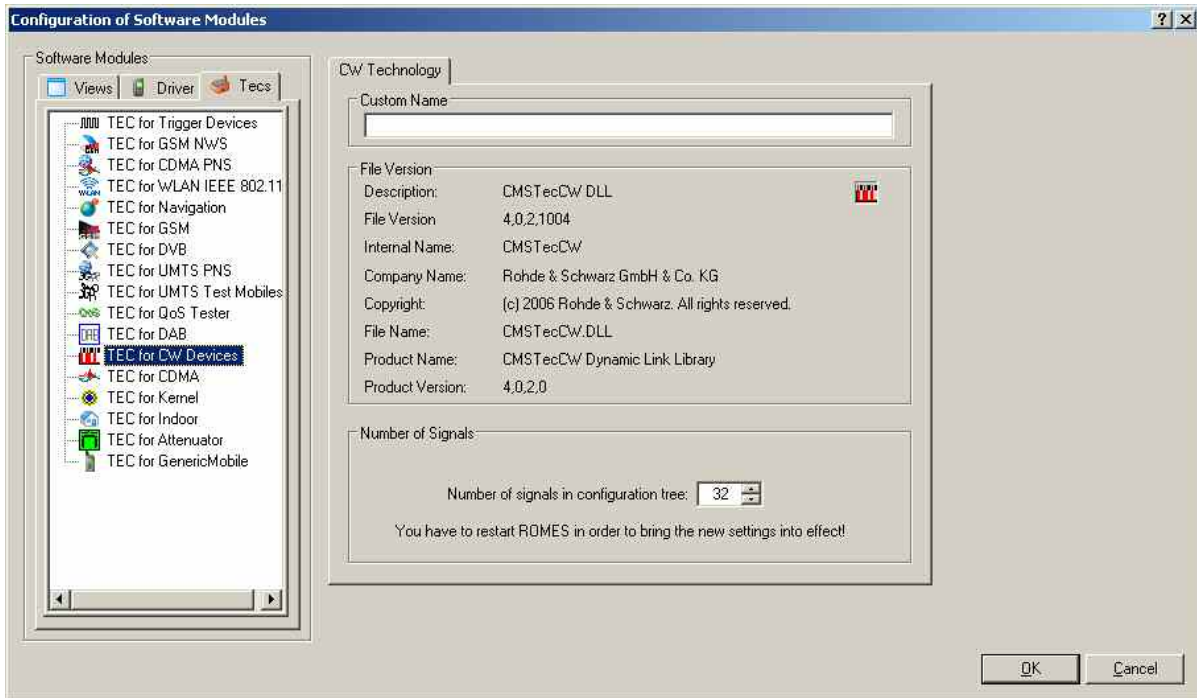 Configuration of Software Modules
Software Modules
Views
Driver
Tecs
TEC for Trigger Devices
TEC for GSM NWS
TEC for CDMA PNS
TEC for WLAN IEEE 802.11
TEC for Navigation
TEC for GSM
TEC for DVB
TEC for UMTS PNS
TEC for UMTS Test Mobiles
TEC for QoS Tester
TEC for DAB
TEC for CW Devices
TEC for CDMA
TEC for Kernel
TEC for Indoor
TEC for Attenuator
TEC for GenericMobile
CW Technology
Custom Name
File Version
Description: CMSTecCW DLL
File Version 4,0,2,1004
Internal Name: CMSTecCW
Company Name: Rohde & Schwarz GmbH & Co. KG
Copyright: (c) 2006 Rohde & Schwarz. All rights reserved.
File Name: CMSTecCW.DLL
Product Name: CMSTecCW Dynamic Link Library
Product Version: 4,0,2,0
Number of Signals
Number of signals in configuration tree: 32
You have to restart ROMES in order to bring the new settings into effect!
OK
Cancel